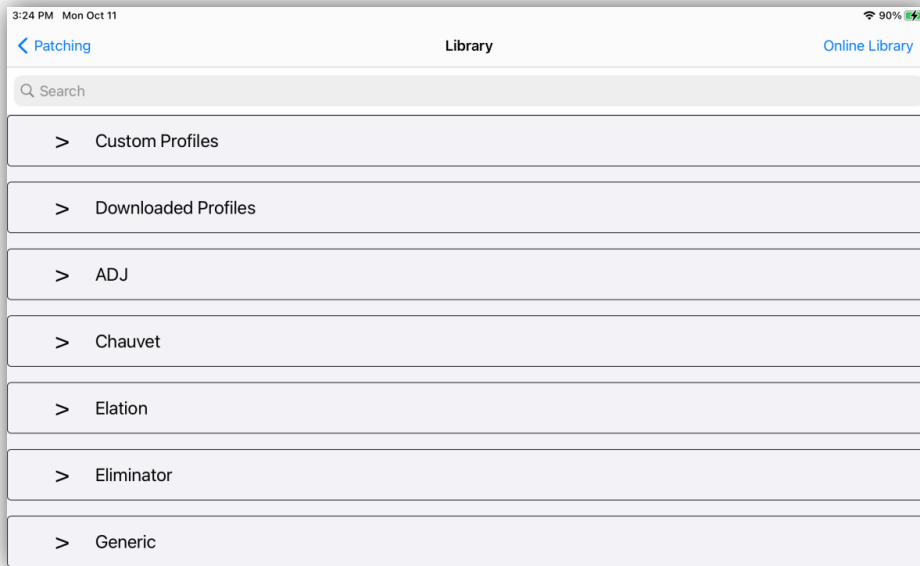 3:24 PM Mon Oct 11 90%
Patching Library Online Library
Search
> Custom Profiles
> Downloaded Profiles
> ADJ
> Chauvet
> Elation
> Eliminator
> Generic